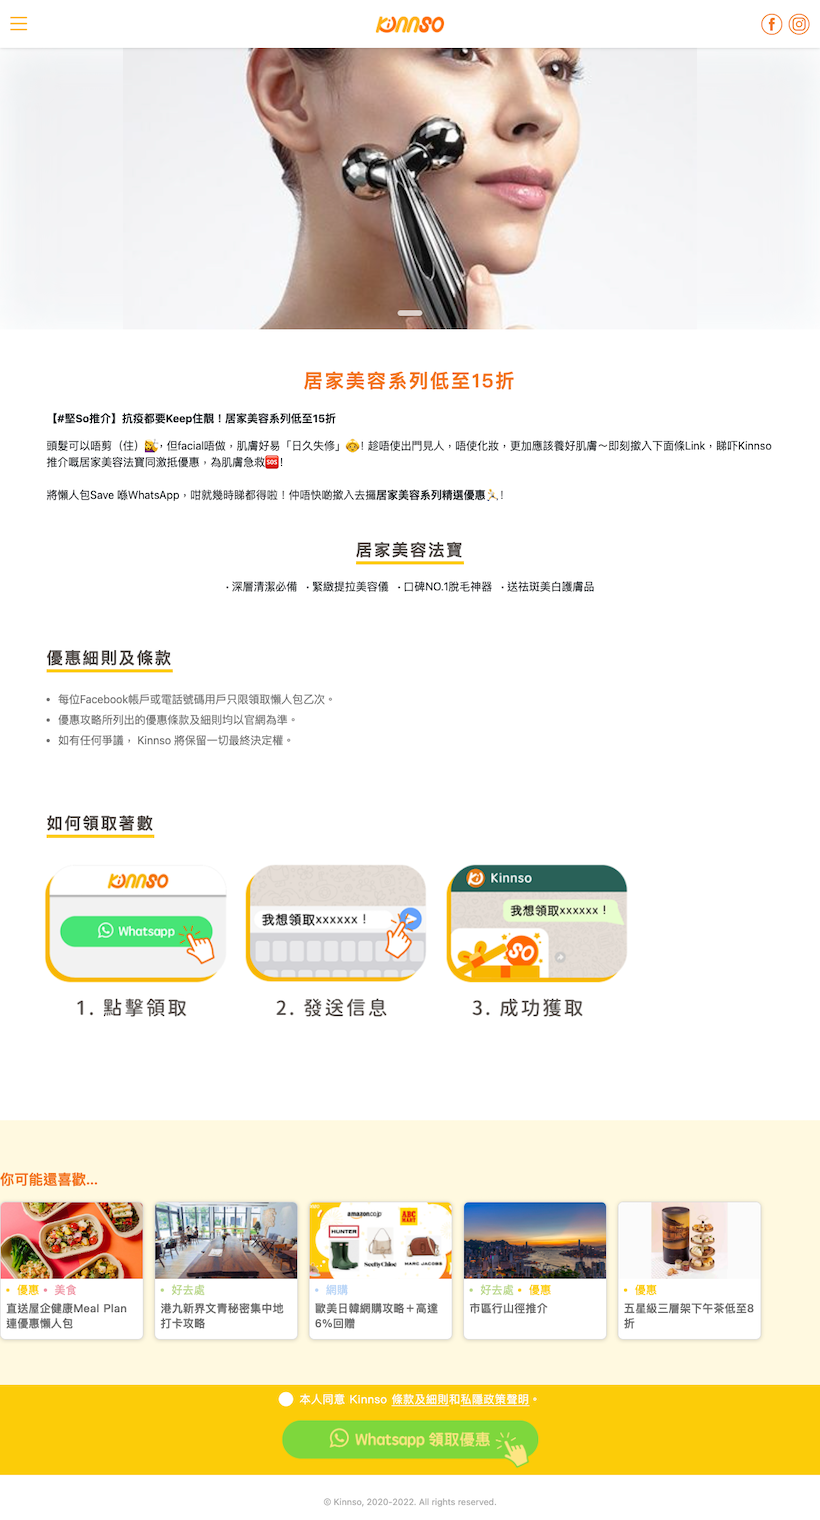 KiNNSO
居家美容系列低至15折
【#堅So推介】抗疫都要Keep住靚！居家美容系列低至15折
頭髮可以唔剪（住）💇，但facial唔做，肌膚好易「日久失修」👵！趁唔使出門見人，唔使化妝，更加應該養好肌膚～即刻撳入下面條Link，睇吓Kinnso
推介嘅居家美容法寶同激抵優惠，為肌膚急救🆘！
將懶人包Save 喺WhatsApp，咁就幾時睇都得啦！仲唔快啲撳入去攞居家美容系列精選優惠🏃！
居家美容法寶
· 深層清潔必備 · 緊緻提拉美容儀 · 口碑NO.1脫毛神器 · 送祛斑美白護膚品
優惠細則及條款
• 每位Facebook帳戶或電話號碼用戶只限領取懶人包乙次。
• 優惠攻略所列出的優惠條款及細則均以官網為準。
• 如有任何爭議， Kinnso 將保留一切最終決定權。
如何領取著數
KiNNSO
Whatsapp
我想領取xxxxxx！
Ki Kinnso
我想領取xxxxxx！
SO
1. 點擊領取
2. 發送信息
3. 成功獲取
你可能還喜歡...
amazon.co.jp
ABC MART
HUNTER
SeeByChloe
MARC JACOBS
• 優惠 • 美食
直送屋企健康Meal Plan
連優惠懶人包
• 好去處
港九新界文青秘密集中地
打卡攻略
• 網購
歐美日韓網購攻略＋高達
6%回贈
• 好去處 • 優惠
市區行山徑推介
• 優惠
五星級三層架下午茶低至8
折
本人同意 Kinnso 條款及細則和私隱政策聲明。
Whatsapp 領取優惠
© Kinnso, 2020-2022. All rights reserved.